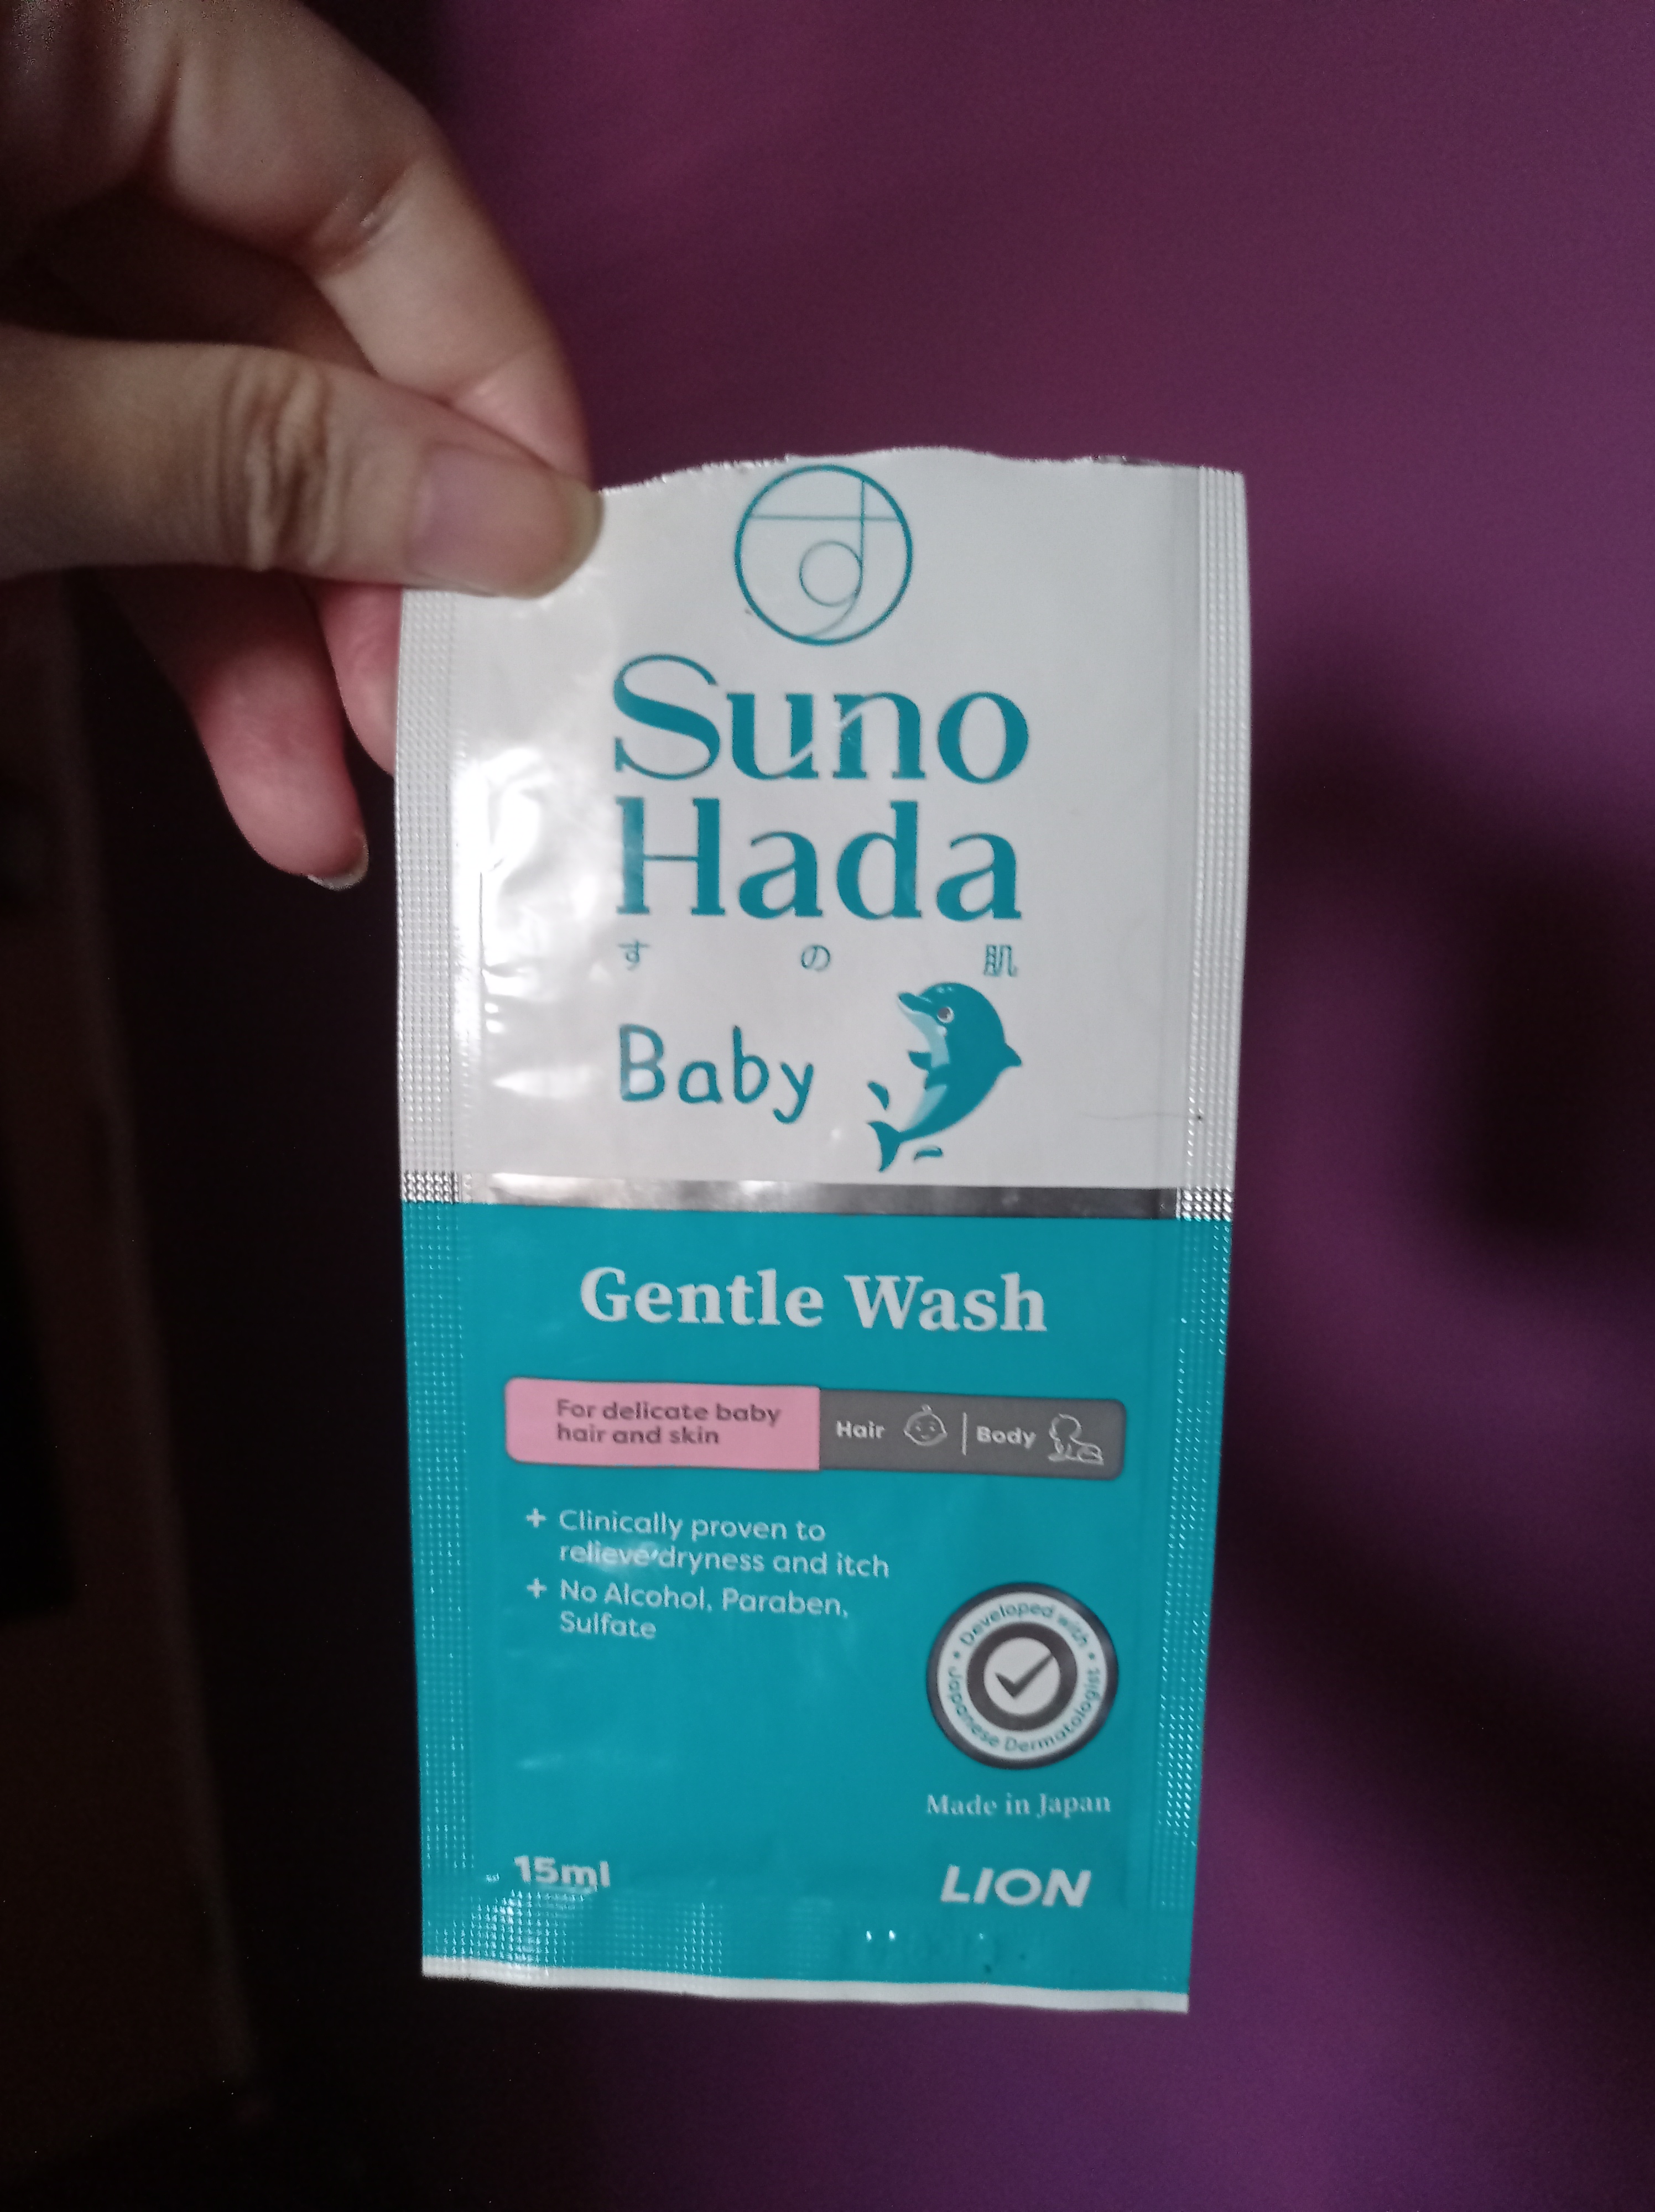 す
Suno
Hada
す の 肌
Baby
Gentle Wash
For delicate baby
hair and skin
Hair | Body
+ Clinically proven to
relieve dryness and itch
+ No Alcohol, Paraben,
Sulfate
• Developed with •
Japanese Dermatologist
Made in Japan
15ml
LION